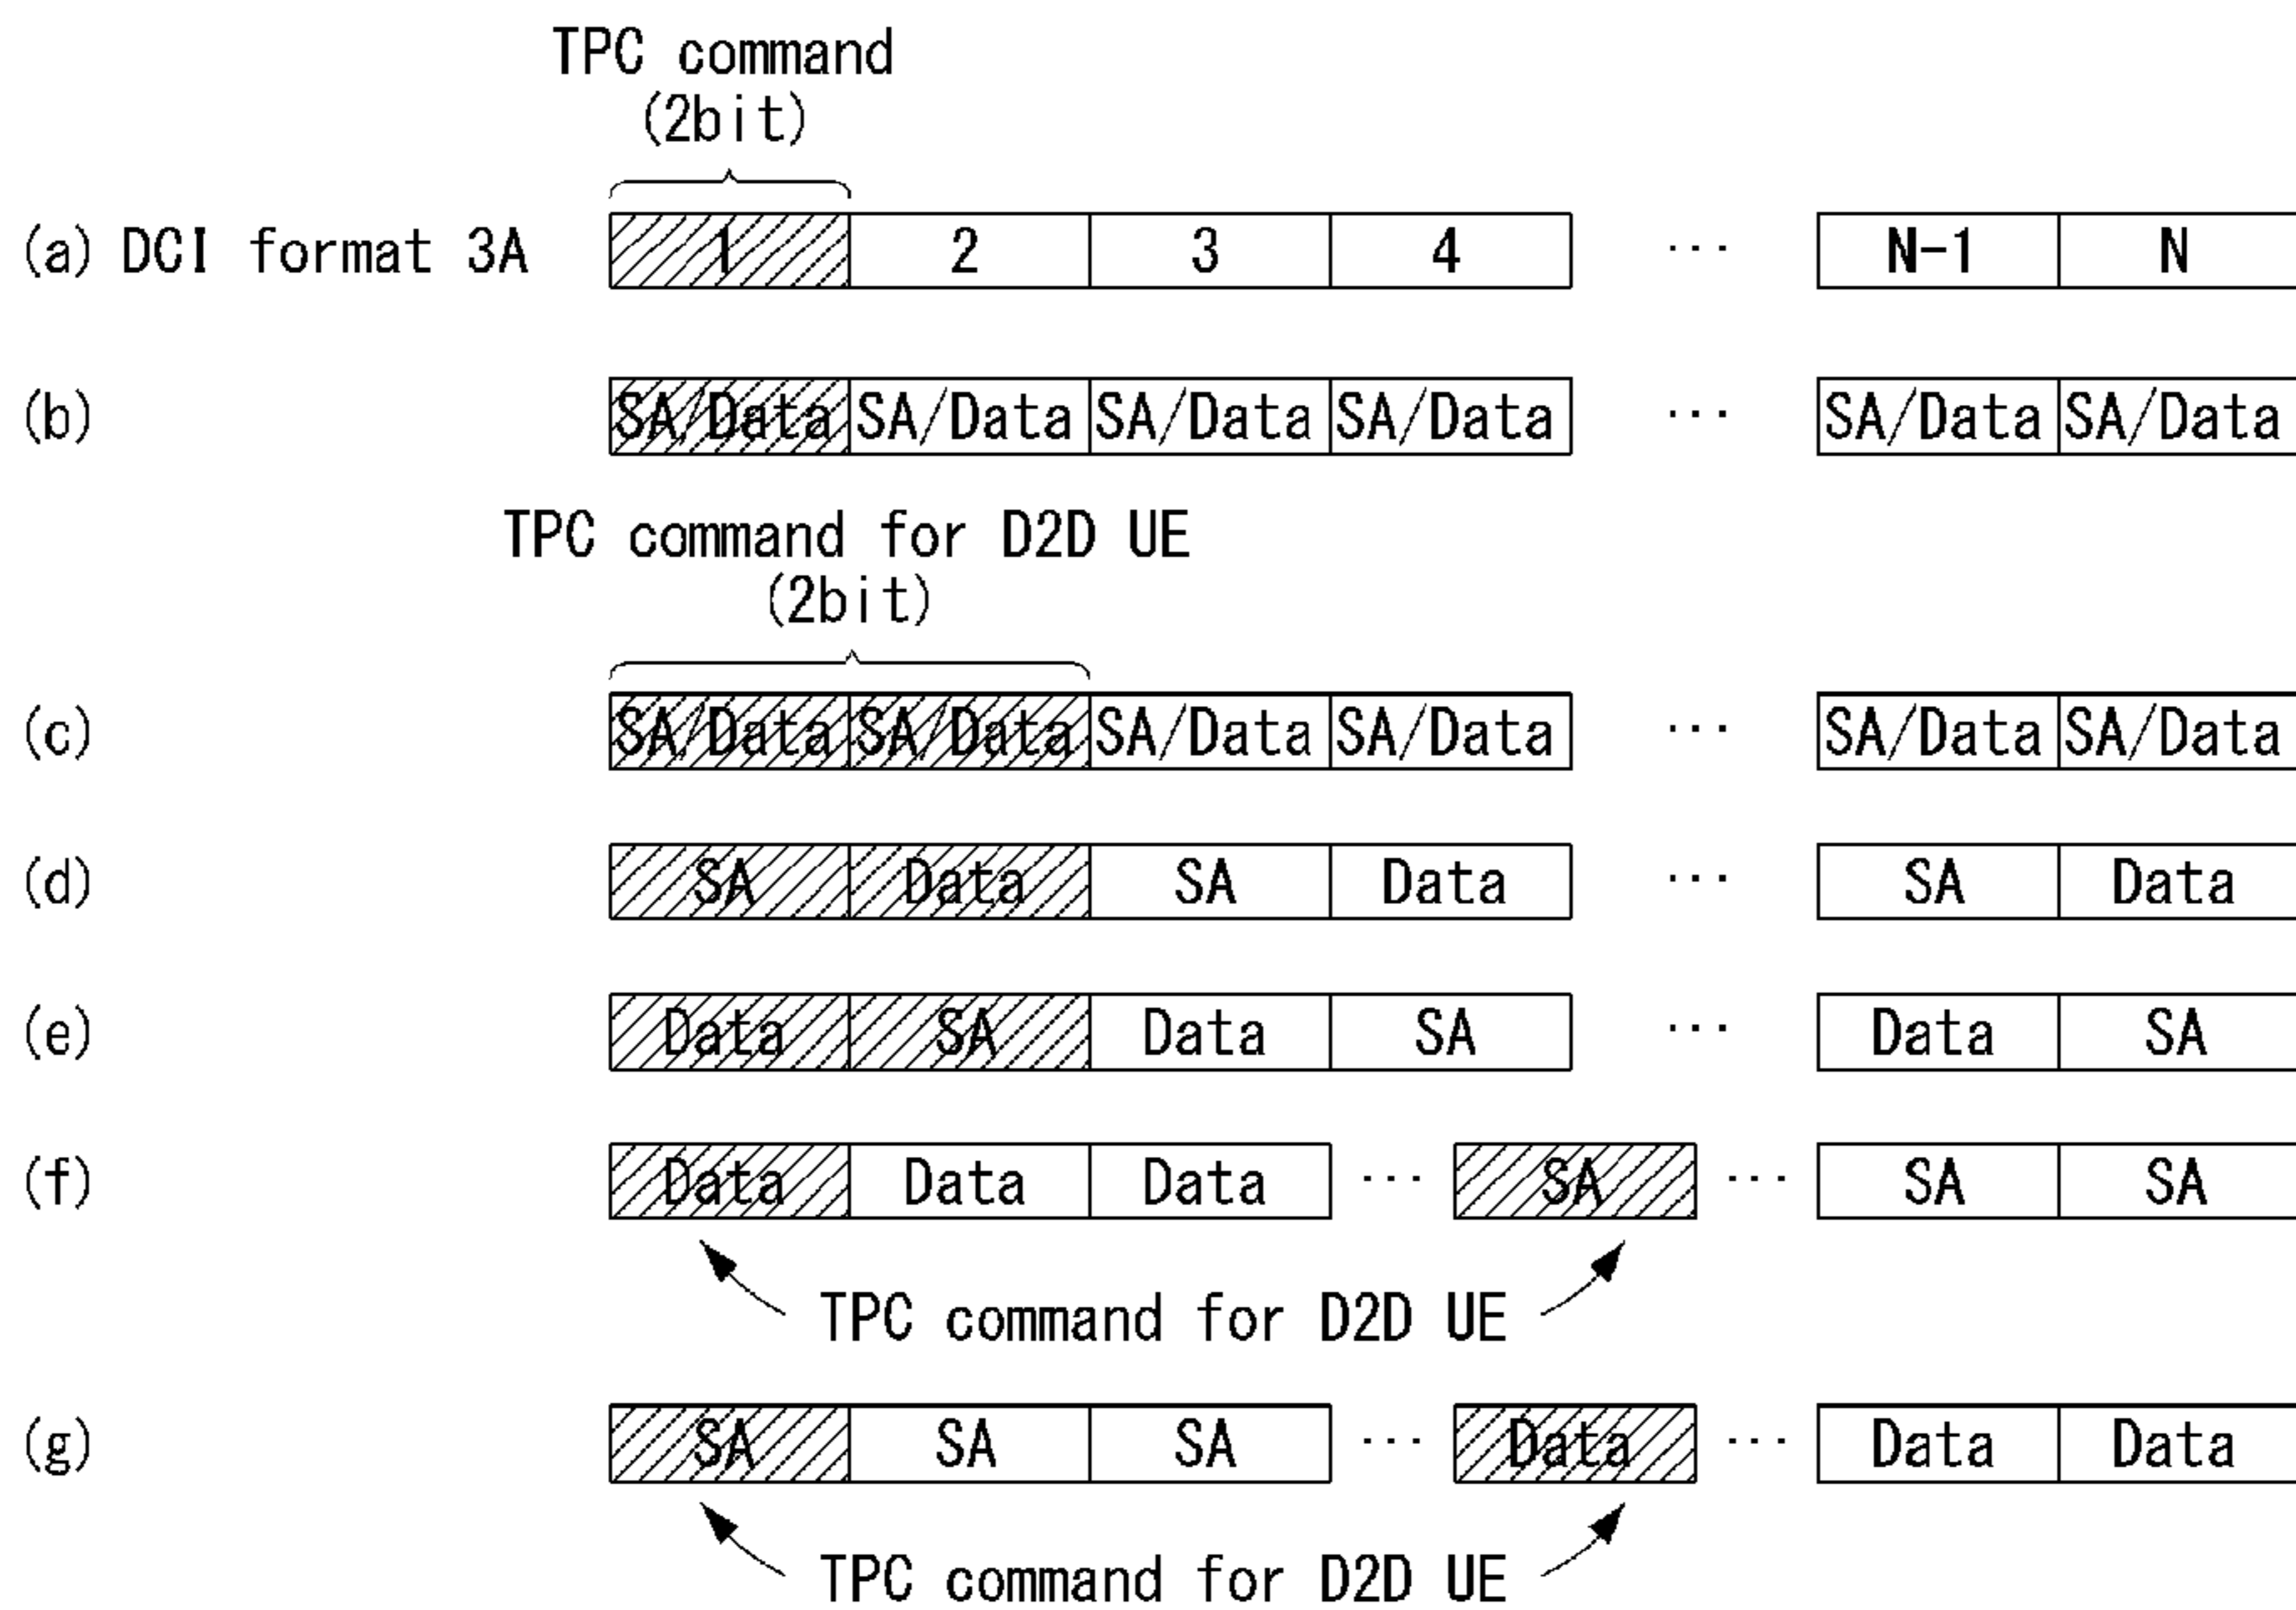 TPC command
(2bit)
(a) DCI format 3A 1 2 3 4 ... N-1 N
(b) SA/Data SA/Data SA/Data SA/Data ... SA/Data SA/Data
TPC command for D2D UE
(2bit)
(c) SA/Data SA/Data SA/Data SA/Data ... SA/Data SA/Data
(d) SA Data SA Data ... SA Data
(e) Data SA Data SA ... Data SA
(f) Data Data Data ... SA ... SA SA
TPC command for D2D UE
(g) SA SA SA ... Data ... Data Data
TPC command for D2D UE